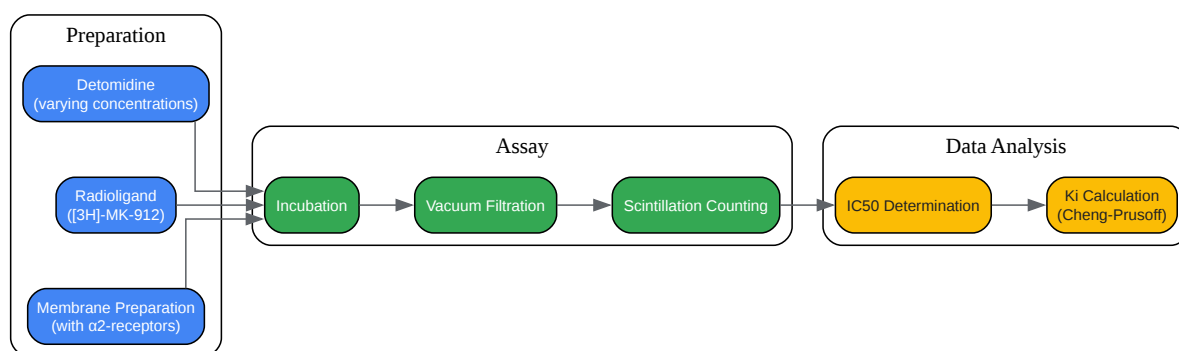 Preparation
Detomidine
(varying concentrations)
Radioligand
([3H]-MK-912)
Membrane Preparation
(with α2-receptors)
Assay
Incubation
Vacuum Filtration
Scintillation Counting
Data Analysis
IC50 Determination
Ki Calculation
(Cheng-Prusoff)